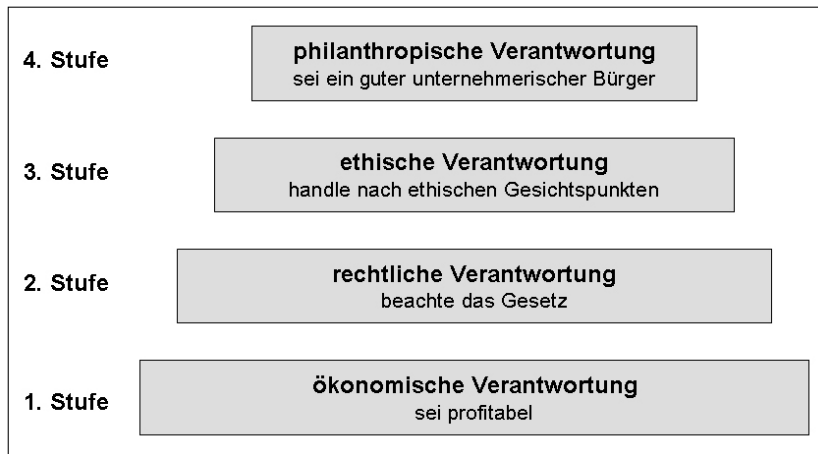 4. Stufe
philanthropische Verantwortung
sei ein guter unternehmerischer Bürger
3. Stufe
ethische Verantwortung
handle nach ethischen Gesichtspunkten
2. Stufe
rechtliche Verantwortung
beachte das Gesetz
1. Stufe
ökonomische Verantwortung
sei profitabel